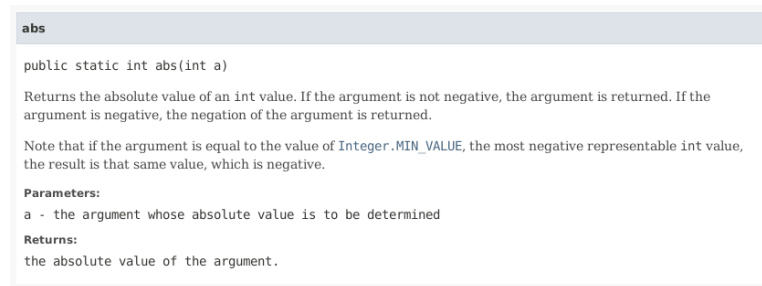 abs
public static int abs(int a)
Returns the absolute value of an int value. If the argument is not negative, the argument is returned. If the
argument is negative, the negation of the argument is returned.
Note that if the argument is equal to the value of Integer.MIN_VALUE, the most negative representable int value,
the result is that same value, which is negative.
Parameters:
a - the argument whose absolute value is to be determined
Returns:
the absolute value of the argument.